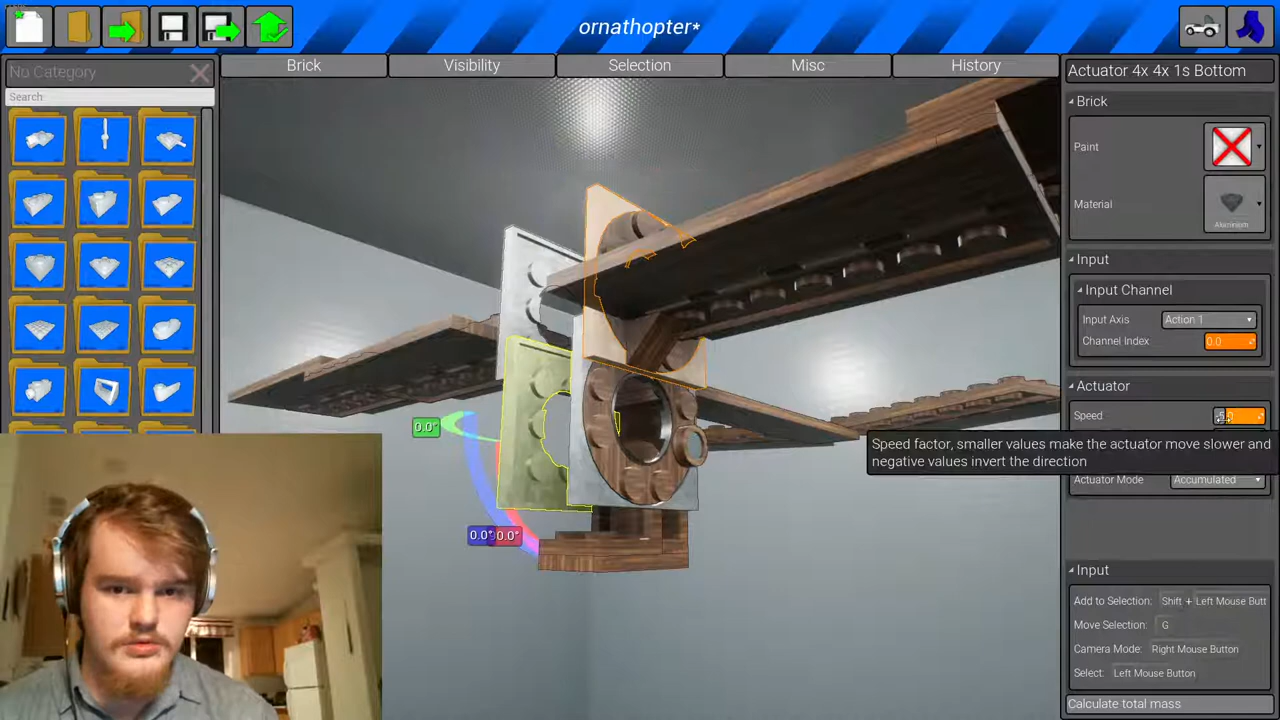 ornathopter*
No Category
Search
Brick
Visibility
Selection
Misc
History
0.0°
0.0°
0.0°
Actuator 4x 4x 1s Bottom
Brick
Paint
Material
Aluminium
Input
Input Channel
Input Axis
Action 1
Channel Index
0.0
Actuator
Speed
Speed factor, smaller values make the actuator move slower and
negative values invert the direction
Actuator Mode
Accumulated
Input
Add to Selection: Shift + Left Mouse Butt
Move Selection: G
Camera Mode: Right Mouse Button
Select: Left Mouse Button
Calculate total mass